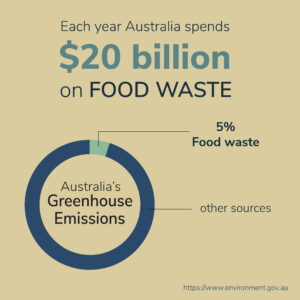 Each year Australia spends
$20 billion
on FOOD WASTE
5%
Food waste
Australia's
Greenhouse
Emissions
other sources
https://www.environment.gov.au